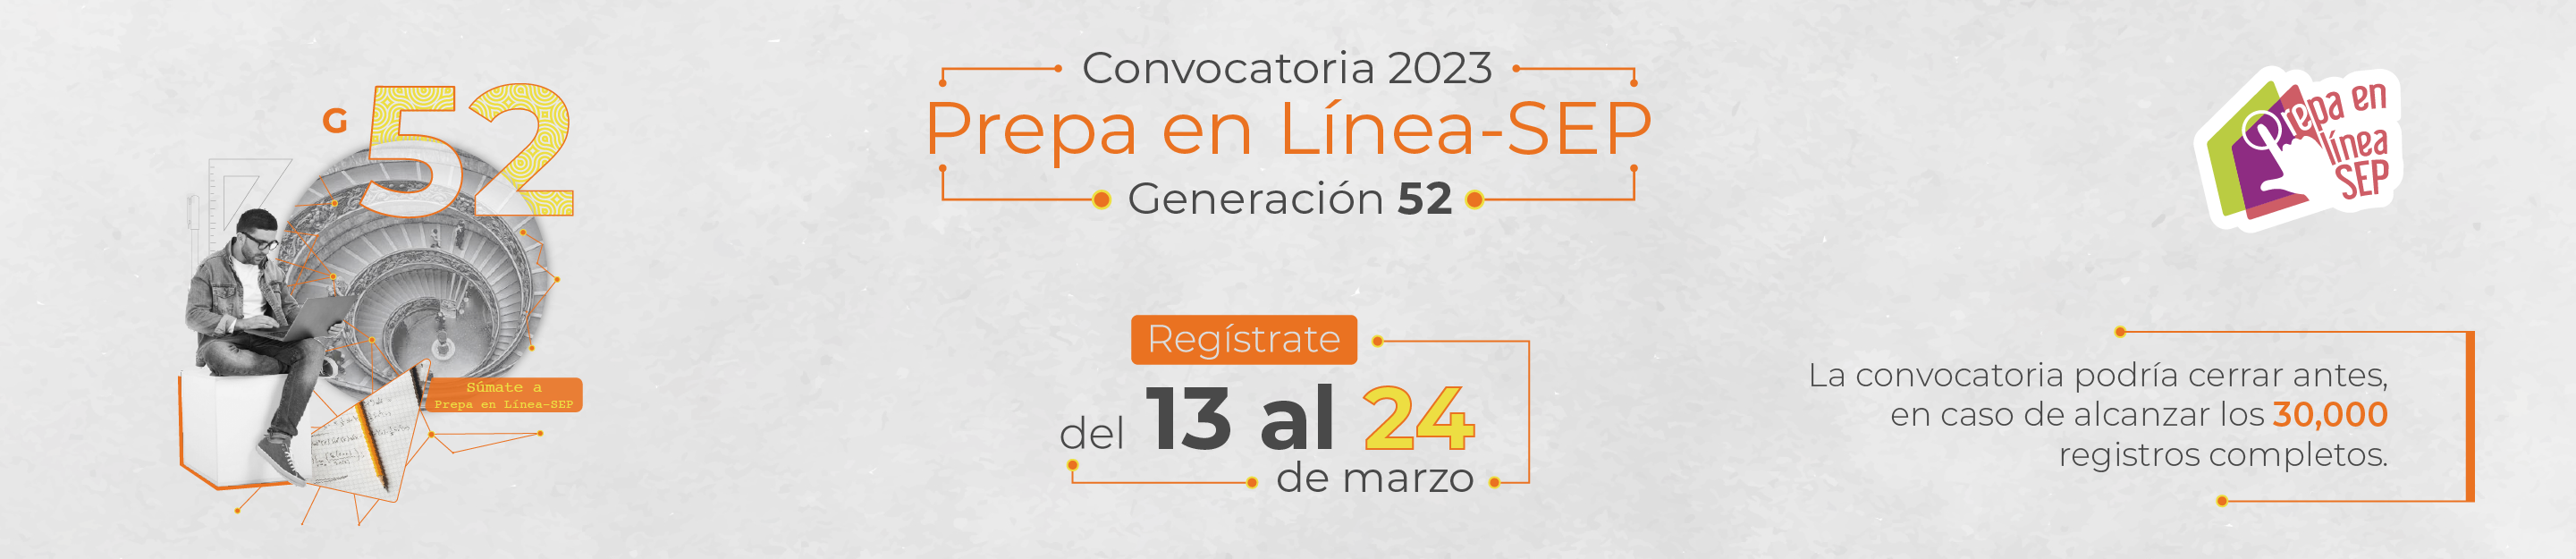 G 52
Súmate a
Prepa en Línea-SEP
Convocatoria 2023
Prepa en Línea-SEP
Generación 52
Regístrate
del 13 al 24
de marzo
Prepa en
línea
SEP
La convocatoria podría cerrar antes,
en caso de alcanzar los 30,000
registros completos.